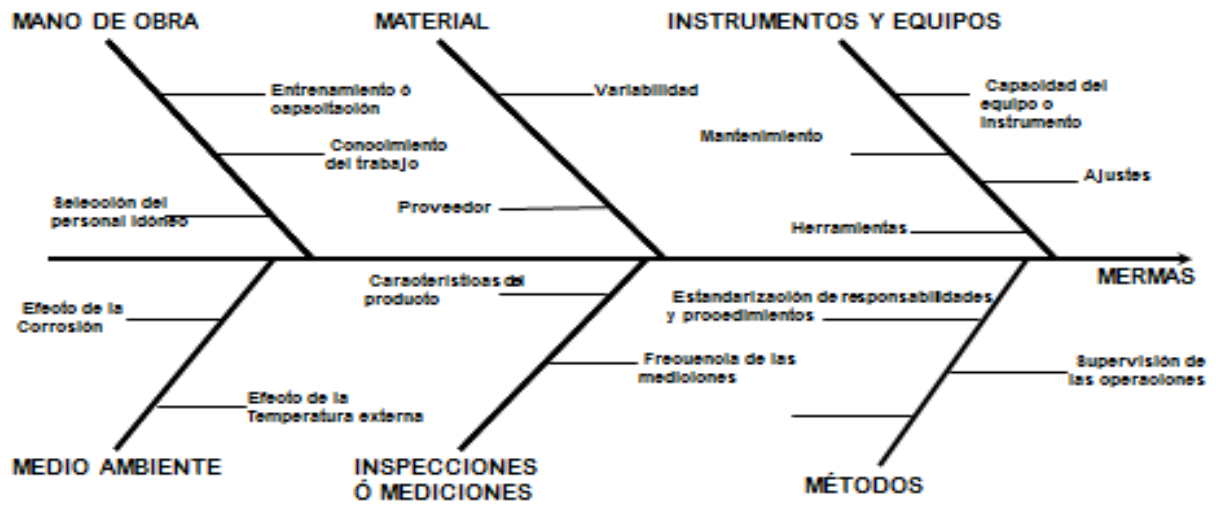 MANO DE OBRA
MATERIAL
INSTRUMENTOS Y EQUIPOS
Entrenamiento ó
capacitación
Conocimiento
del trabajo
Selección del
personal idóneo
Variabilidad
Proveedor
Capacidad del
equipo o
Instrumento
Mantenimiento
Ajustes
Herramientas
MERMAS
Efecto de la
Corrosión
Efecto de la
Temperatura externa
Características del
producto
Frecuencia de las
mediciones
Estandarización de responsabilidades
y procedimientos
Supervisión de
las operaciones
MEDIO AMBIENTE
INSPECCIONES
Ó MEDICIONES
MÉTODOS